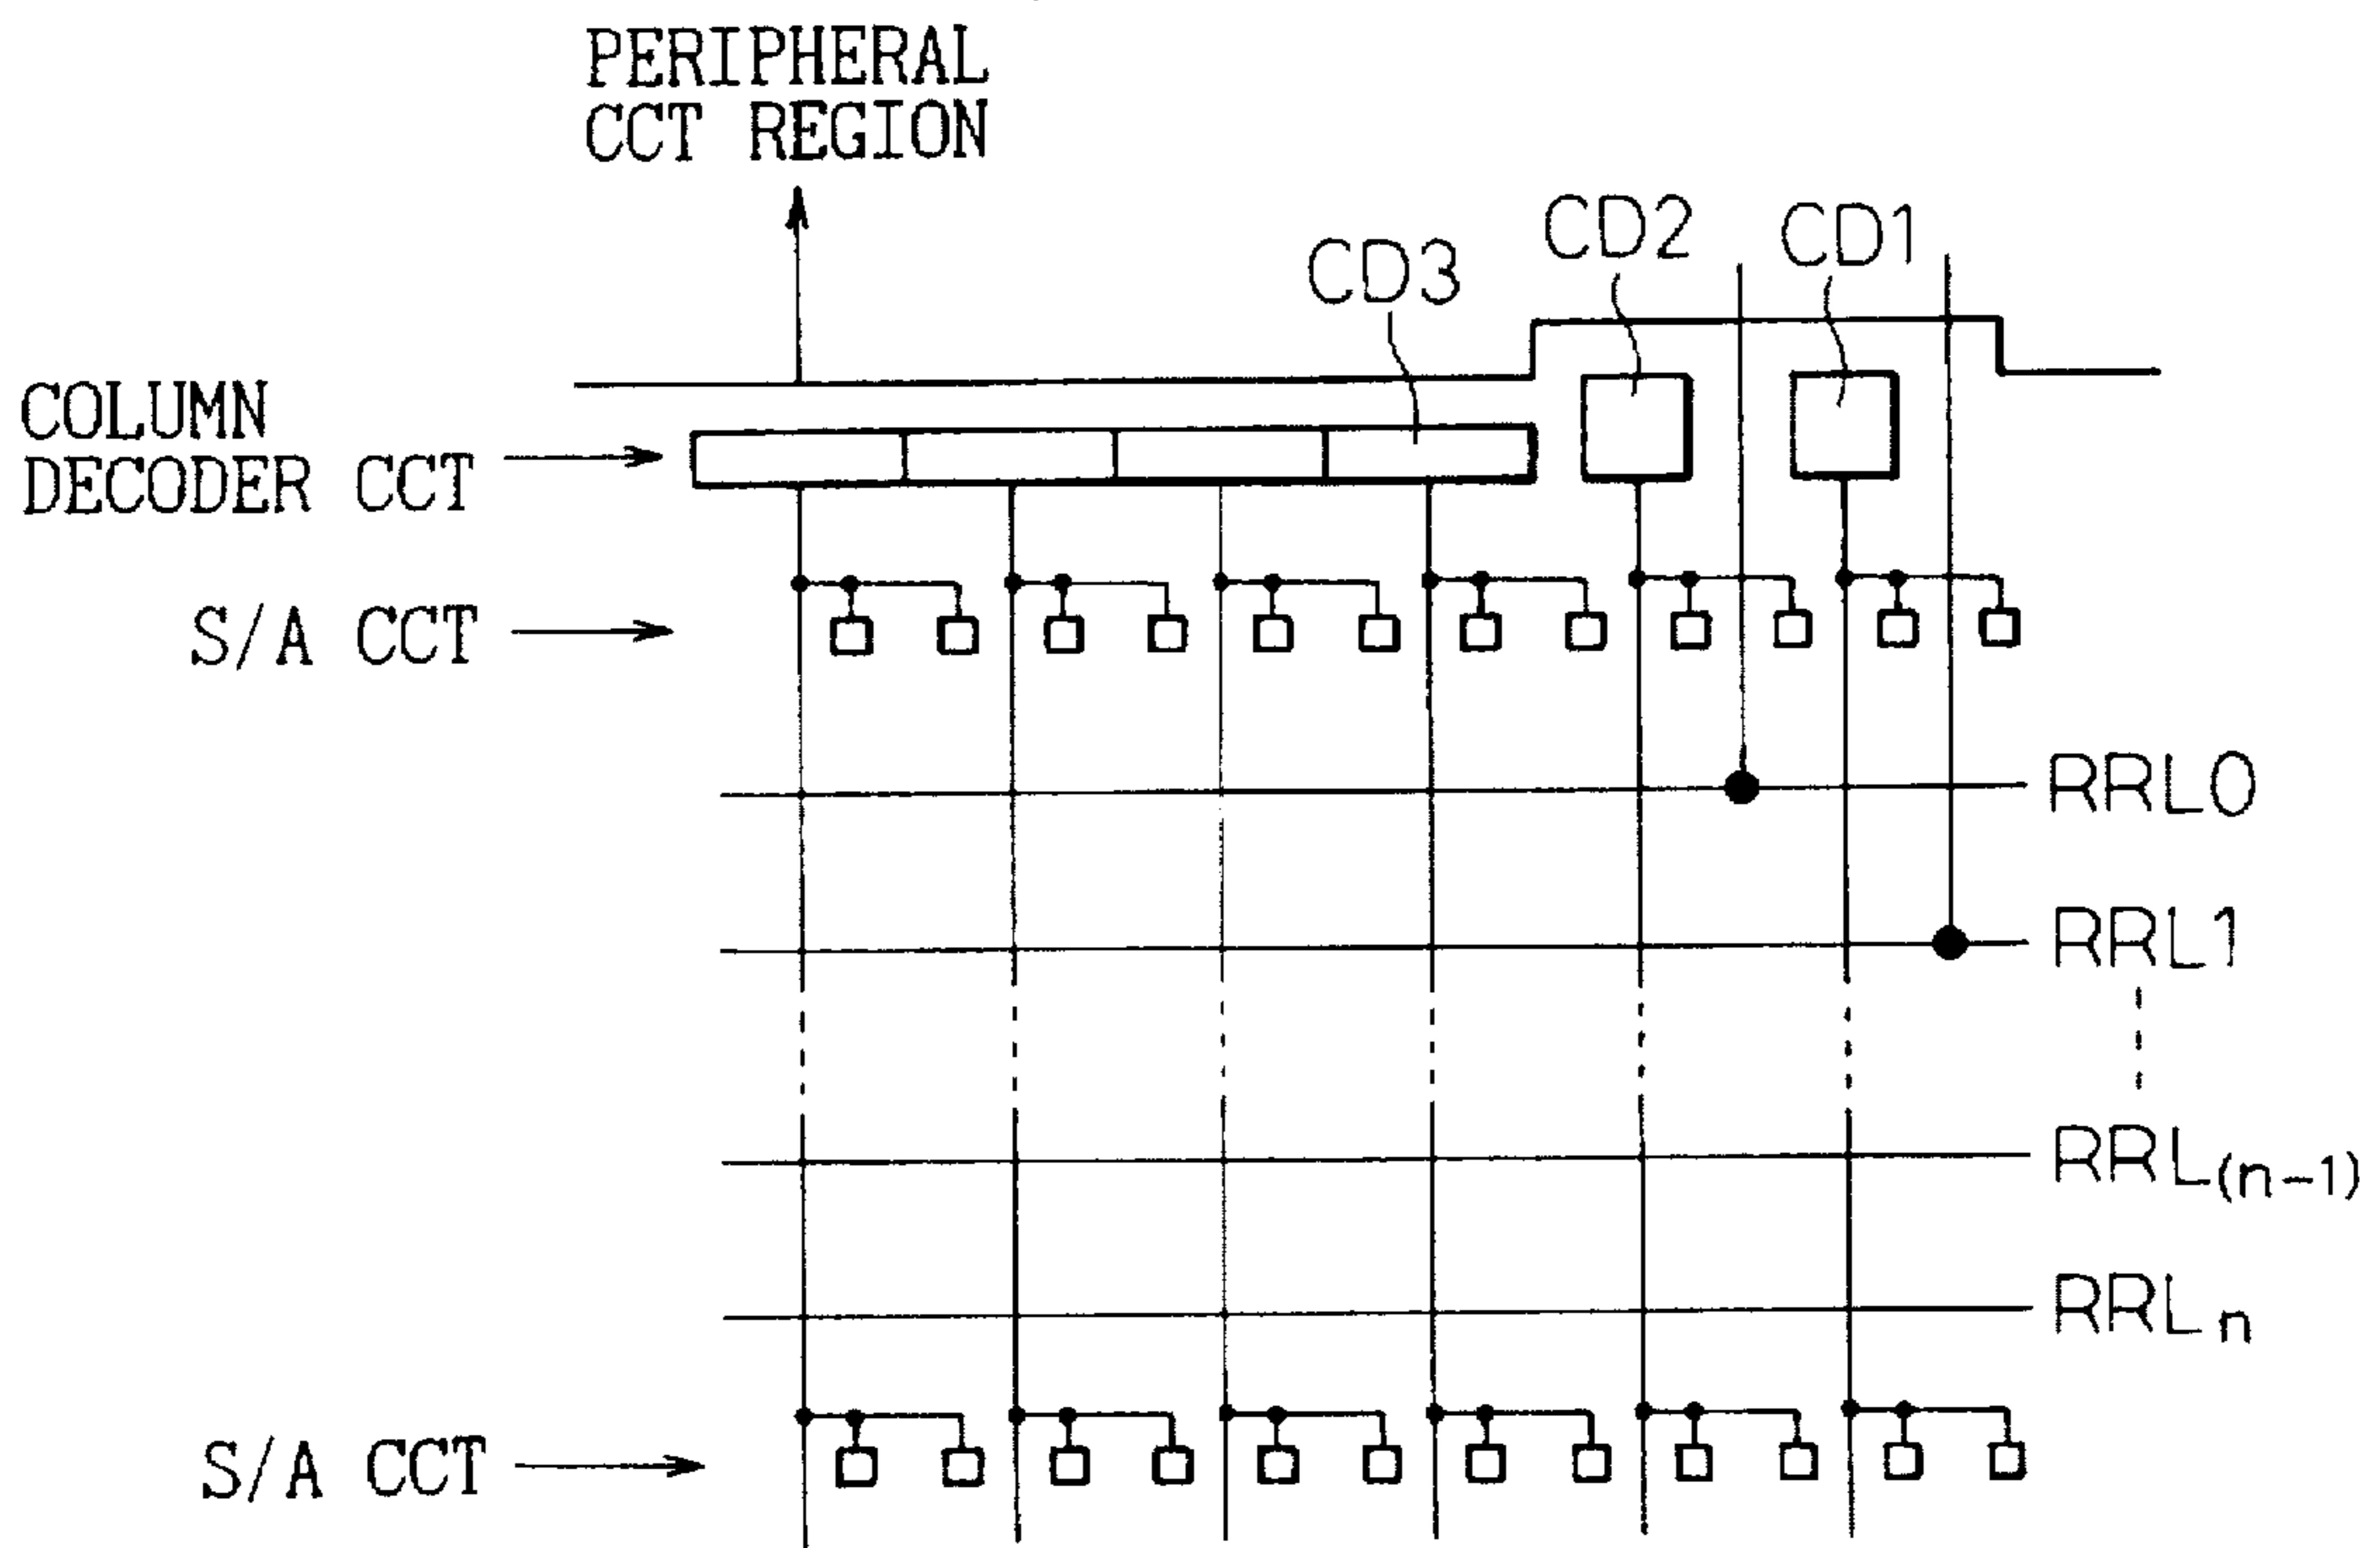 PERIPHERAL
CCT REGION
CD3
CD2
CD1
COLUMN
DECODER CCT
S/A CCT
RRL0
RRL1
RRL(n-1)
RRLn
S/A CCT